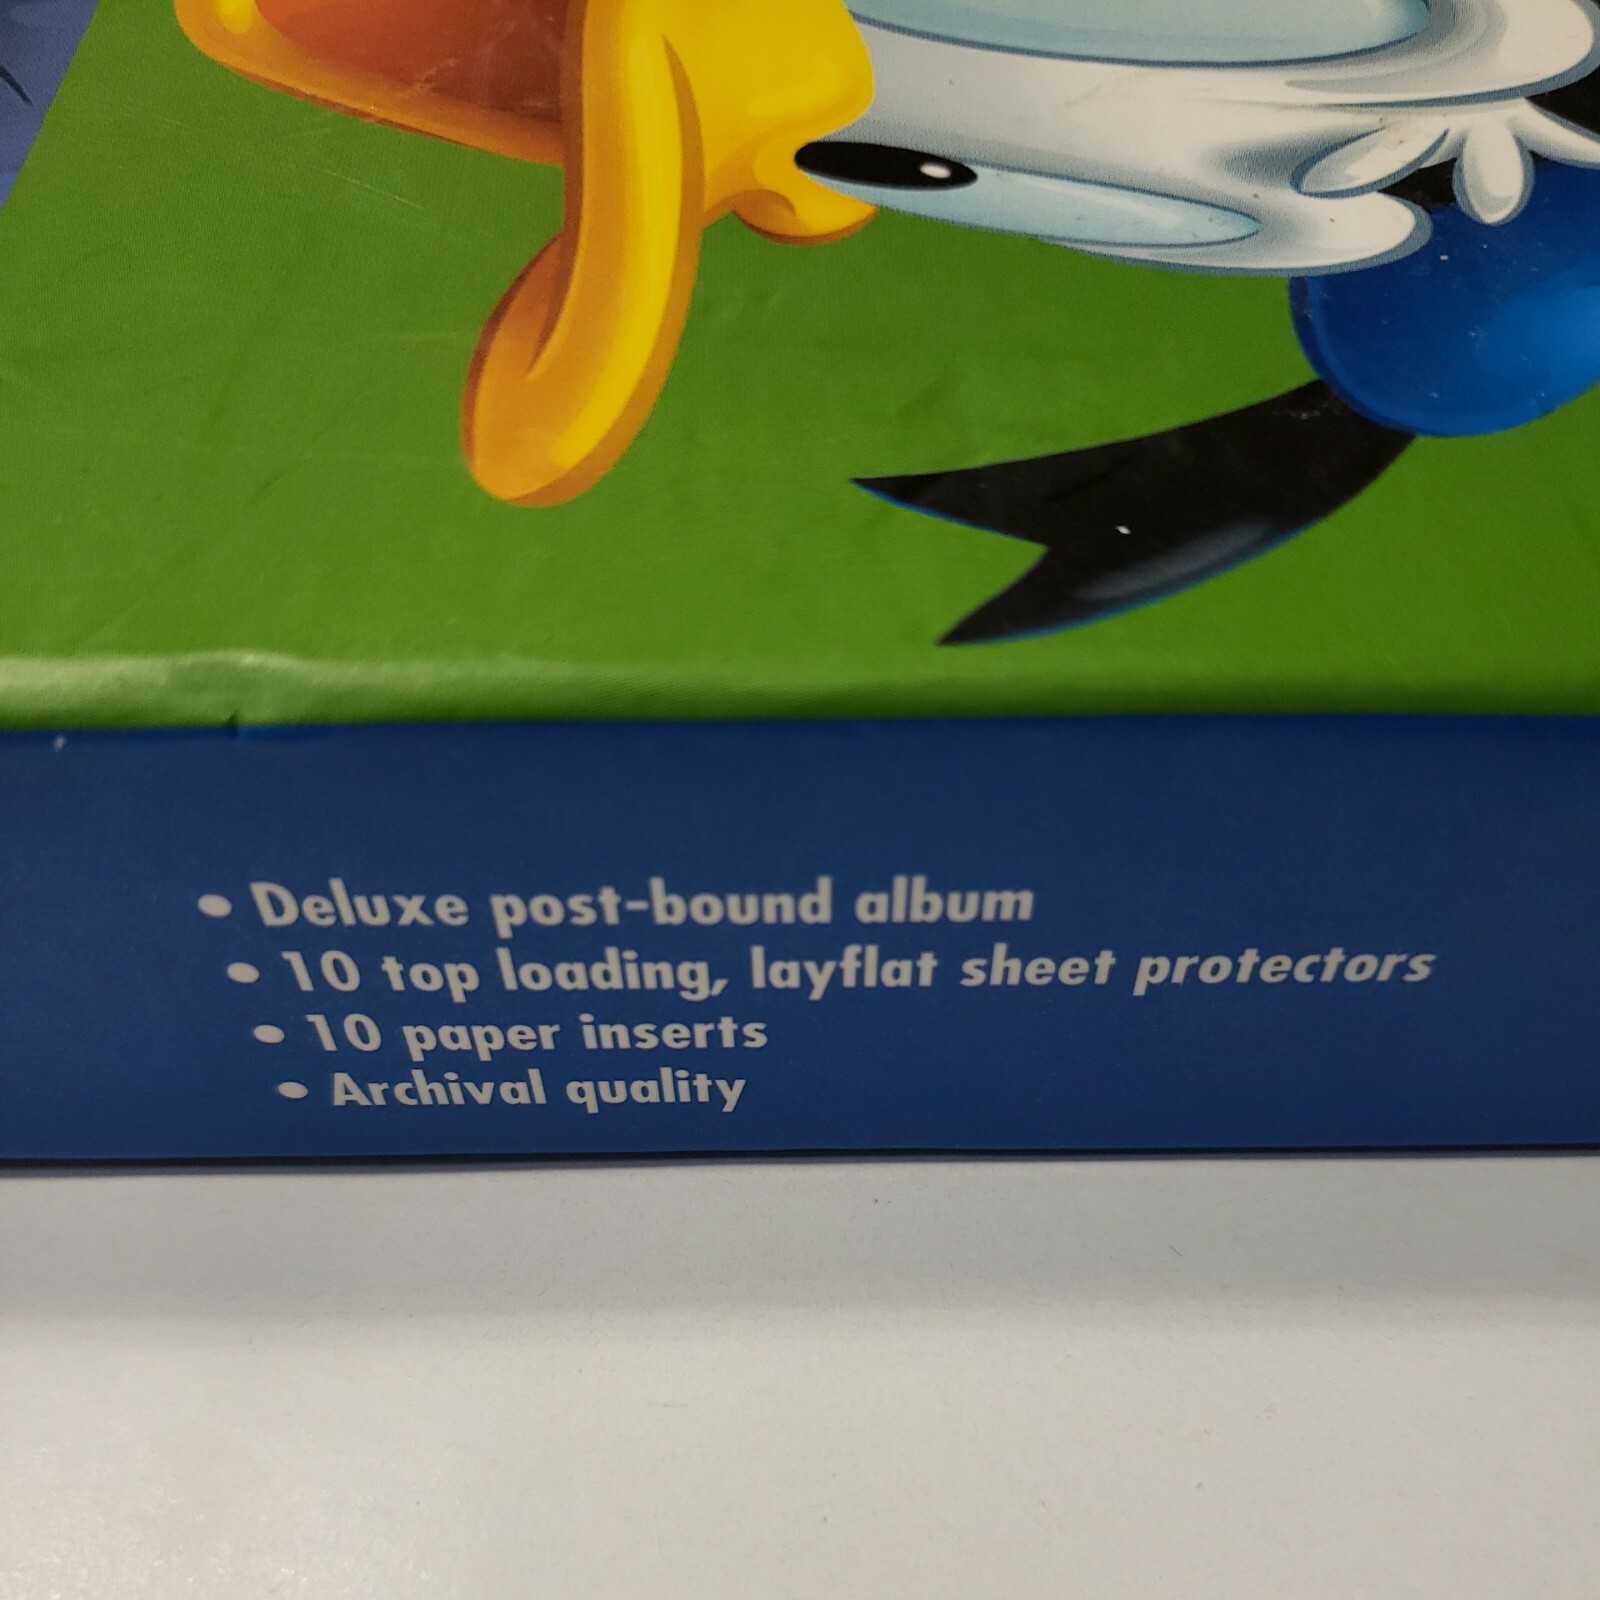 • Deluxe post-bound album
• 10 top loading, layflat sheet protectors
• 10 paper inserts
• Archival quality